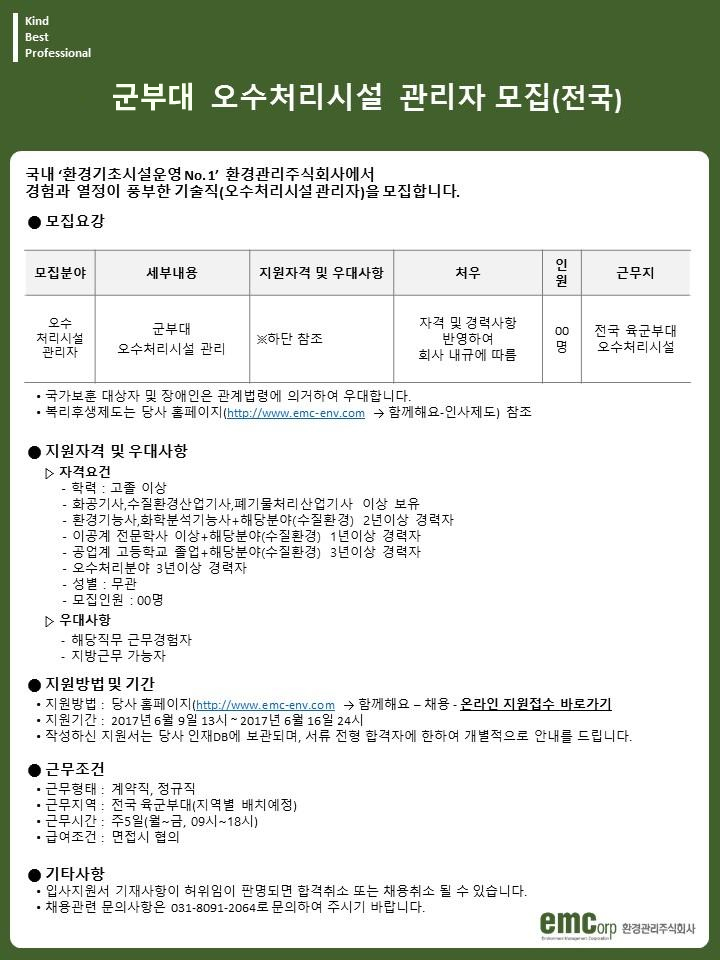 Kind
Best
Professional
군부대 오수처리시설 관리자 모집(전국)
국내 ‘환경기초시설운영 No. 1’ 환경관리주식회사에서
경험과 열정이 풍부한 기술직(오수처리시설 관리자)을 모집합니다.
● 모집요강
모집분야 세부내용 지원자격 및 우대사항 처우 인원 근무지
오수
처리시설
관리자
군부대
오수처리시설 관리
※하단 참조
자격 및 경력사항
반영하여
회사 내규에 따름
00
명
전국 육군부대
오수처리시설
• 국가보훈 대상자 및 장애인은 관계법령에 의거하여 우대합니다.
• 복리후생제도는 당사 홈페이지(http://www.emc-env.com → 함께해요-인사제도) 참조
● 지원자격 및 우대사항
▷ 자격요건
- 학력 : 고졸 이상
- 화공기사,수질환경산업기사,폐기물처리산업기사 이상 보유
- 환경기능사,화학분석기능사+해당분야(수질환경) 2년이상 경력자
- 이공계 전문학사 이상+해당분야(수질환경) 1년이상 경력자
- 공업계 고등학교 졸업+해당분야(수질환경) 3년이상 경력자
- 오수처리분야 3년이상 경력자
- 성별 : 무관
- 모집인원 : 00명
▷ 우대사항
- 해당직무 근무경험자
- 지방근무 가능자
● 지원방법 및 기간
• 지원방법 : 당사 홈페이지(http://www.emc-env.com → 함께해요 – 채용 - 온라인 지원접수 바로가기
• 지원기간 : 2017년 6월 9일 13시 ~ 2017년 6월 16일 24시
• 작성하신 지원서는 당사 인재DB에 보관되며, 서류 전형 합격자에 한하여 개별적으로 안내를 드립니다.
● 근무조건
• 근무형태 : 계약직, 정규직
• 근무지역 : 전국 육군부대(지역별 배치예정)
• 근무시간 : 주5일(월~금, 09시~18시)
• 급여조건 : 면접시 협의
● 기타사항
• 입사지원서 기재사항이 허위임이 판명되면 합격취소 또는 채용취소 될 수 있습니다.
• 채용관련 문의사항은 031-8091-2064로 문의하여 주시기 바랍니다.
emCorp 환경관리주식회사
Environment Management Corporation